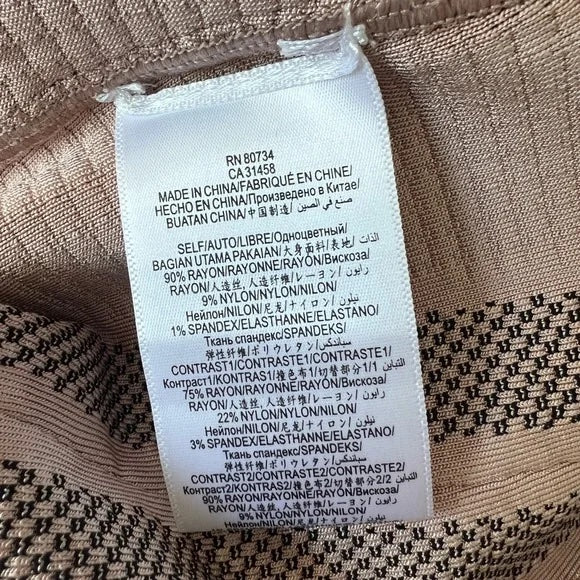 RN 80734
CA 31458
MADE IN CHINA/FABRIQUÉ EN CHINE/
HECHO EN CHINA/Произведено в Китае/
BUATAN CHINA/中国制造/ صنع في الصين
SELF/AUTO/LIBRE/Одноцветный/
BAGIAN UTAMA PAKAIAN/大身面料/表地/ الذات
90% RAYON/RAYONNE/RAYÓN/Вискоза/
RAYON/人造丝, 人造纤维/レーヨン/ رايون
9% NYLON/NYLON/NILON/
Нейлон/NILON/尼龙/ナイロン/ نيلون
1% SPANDEX/ELASTHANNE/ELASTANO/
Ткань спандекс/SPANDEKS/
弹性纤维/ポリウレタン/ سباندكس
CONTRAST1/CONTRASTE1/CONTRASTE1/
Контраст1/KONTRAS1/撞色布1/切替部分1/ التباين1
75% RAYON/RAYONNE/RAYÓN/Вискоза/
RAYON/人造丝, 人造纤维/レーヨン/ رايون
22% NYLON/NYLON/NILON/
Нейлон/NILON/尼龙/ナイロン/ نيلون
3% SPANDEX/ELASTHANNE/ELASTANO/
Ткань спандекс/SPANDEKS/
弹性纤维/ポリウレタン/ سباندكس
CONTRAST2/CONTRASTE2/CONTRASTE2/
Контраст2/KONTRAS2/撞色布2/切替部分2/ التباين2
90% RAYON/RAYONNE/RAYÓN/Вискоза/
RAYON/人造丝, 人造纤维/レーヨン/ رايون
9% NYLON/NYLON/NILON/
Нейлон/NILON/尼龙/ナイロン/ نيلون